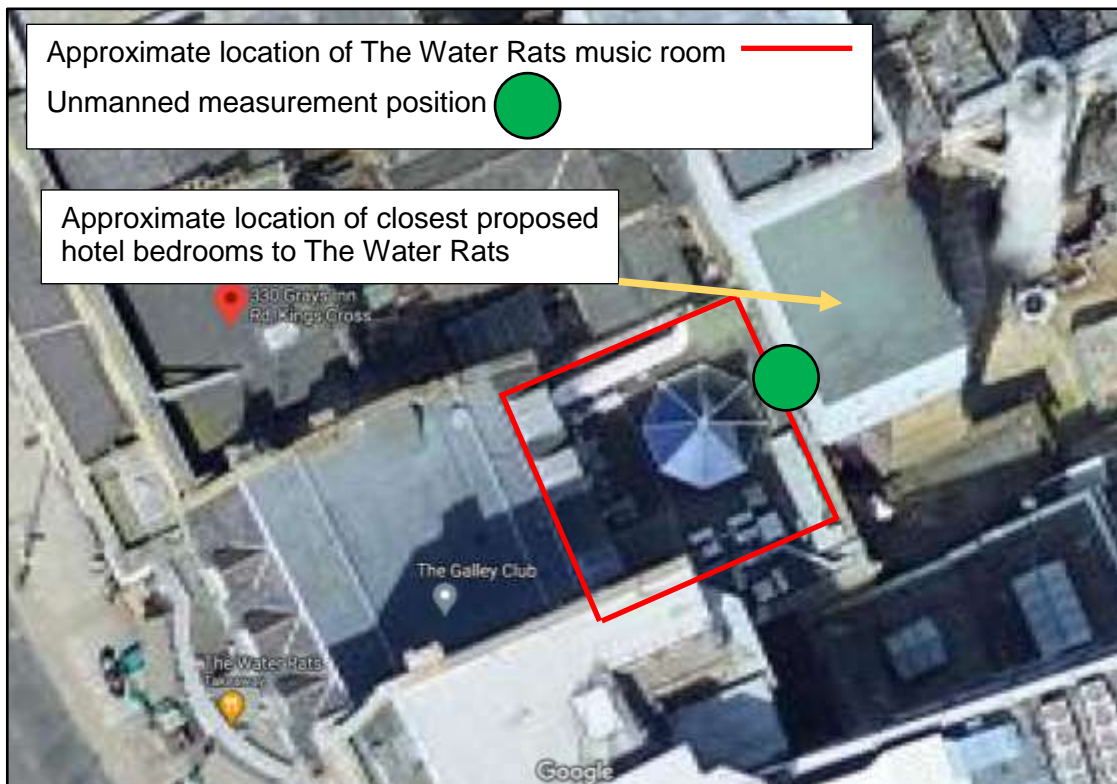 Approximate location of The Water Rats music room
Unmanned measurement position
Approximate location of closest proposed
hotel bedrooms to The Water Rats
330 Grays Inn
Rd, Kings Cross
The Galley Club
The Water Rats
Takeaway
Google